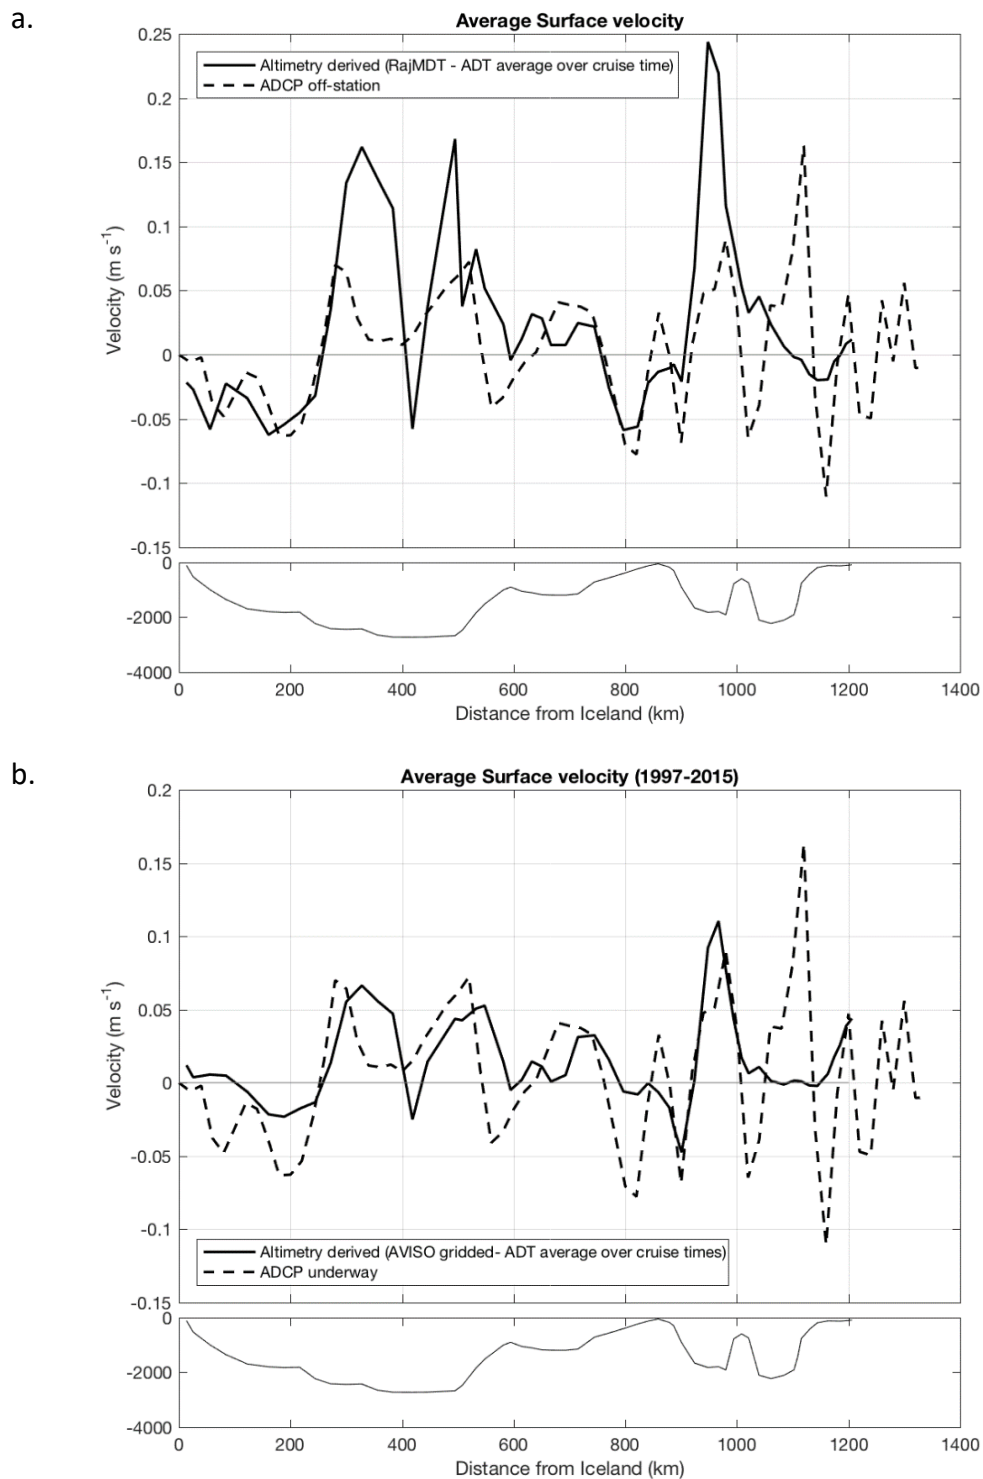 a.
Average Surface velocity
0.25
0.2
0.15
0.1
0.05
0
-0.05
-0.1
-0.15
Velocity (m s-1)
Altimetry derived (RajMDT - ADT average over cruise time)
ADCP off-station
0
-2000
-4000
0 200 400 600 800 1000 1200 1400
Distance from Iceland (km)
b.
Average Surface velocity (1997-2015)
0.2
0.15
0.1
0.05
0
-0.05
-0.1
-0.15
Velocity (m s-1)
Altimetry derived (AVISO gridded- ADT average over cruise times)
ADCP underway
0
-2000
-4000
0 200 400 600 800 1000 1200 1400
Distance from Iceland (km)